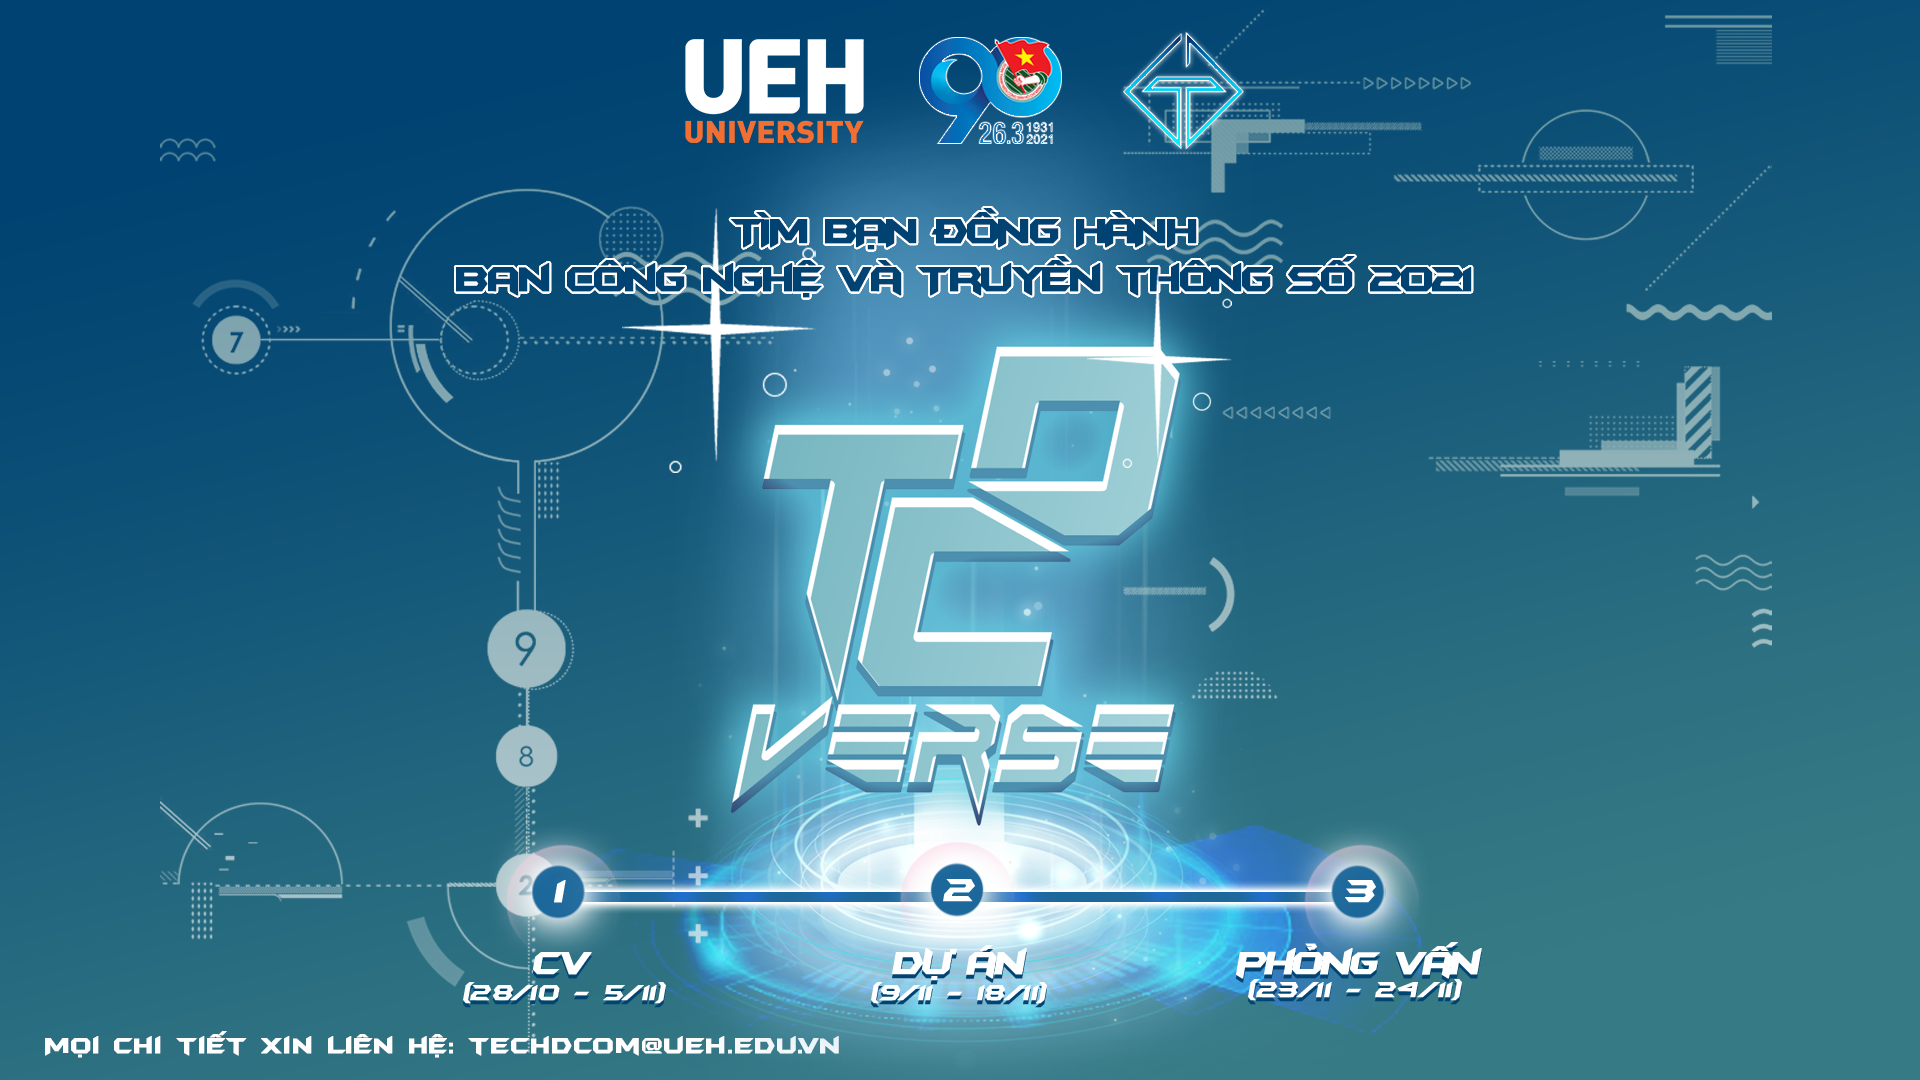 UEH
UNIVERSITY
90
26.3 1931
2021
TÌM BẠN ĐỒNG HÀNH
BAN CÔNG NGHỆ VÀ TRUYỀN THÔNG SỐ 2021
7
TCD
VERSE
9
8
2
1
2
3
CV
DỰ ÁN
PHỎNG VẤN
(28/10 - 5/11)
(9/11 - 18/11)
(23/11 - 24/11)
MỌI CHI TIẾT XIN LIÊN HỆ: TECHDCOM@UEH.EDU.VN